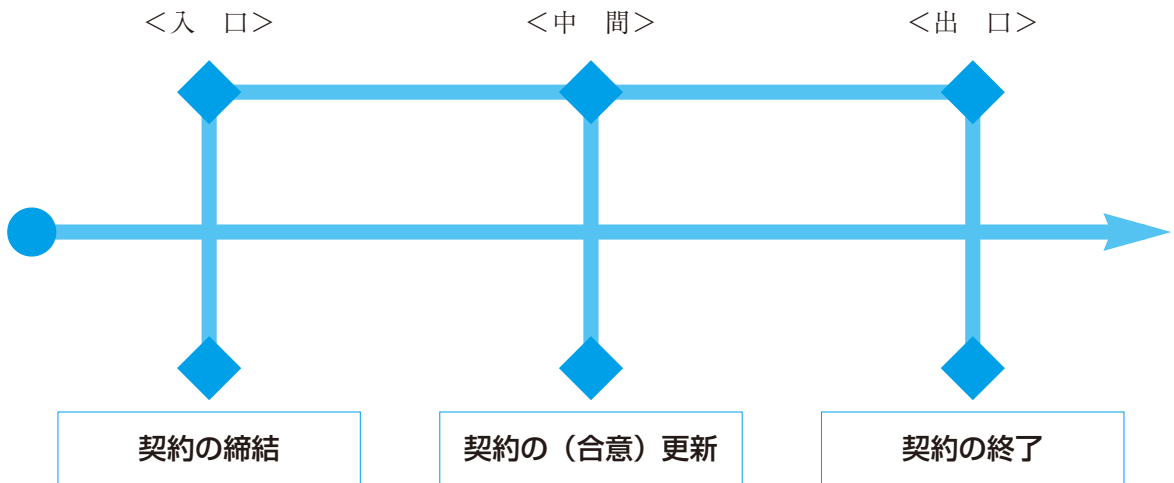 ＜入　口＞
＜中　間＞
＜出　口＞
契約の締結
契約の（合意）更新
契約の終了